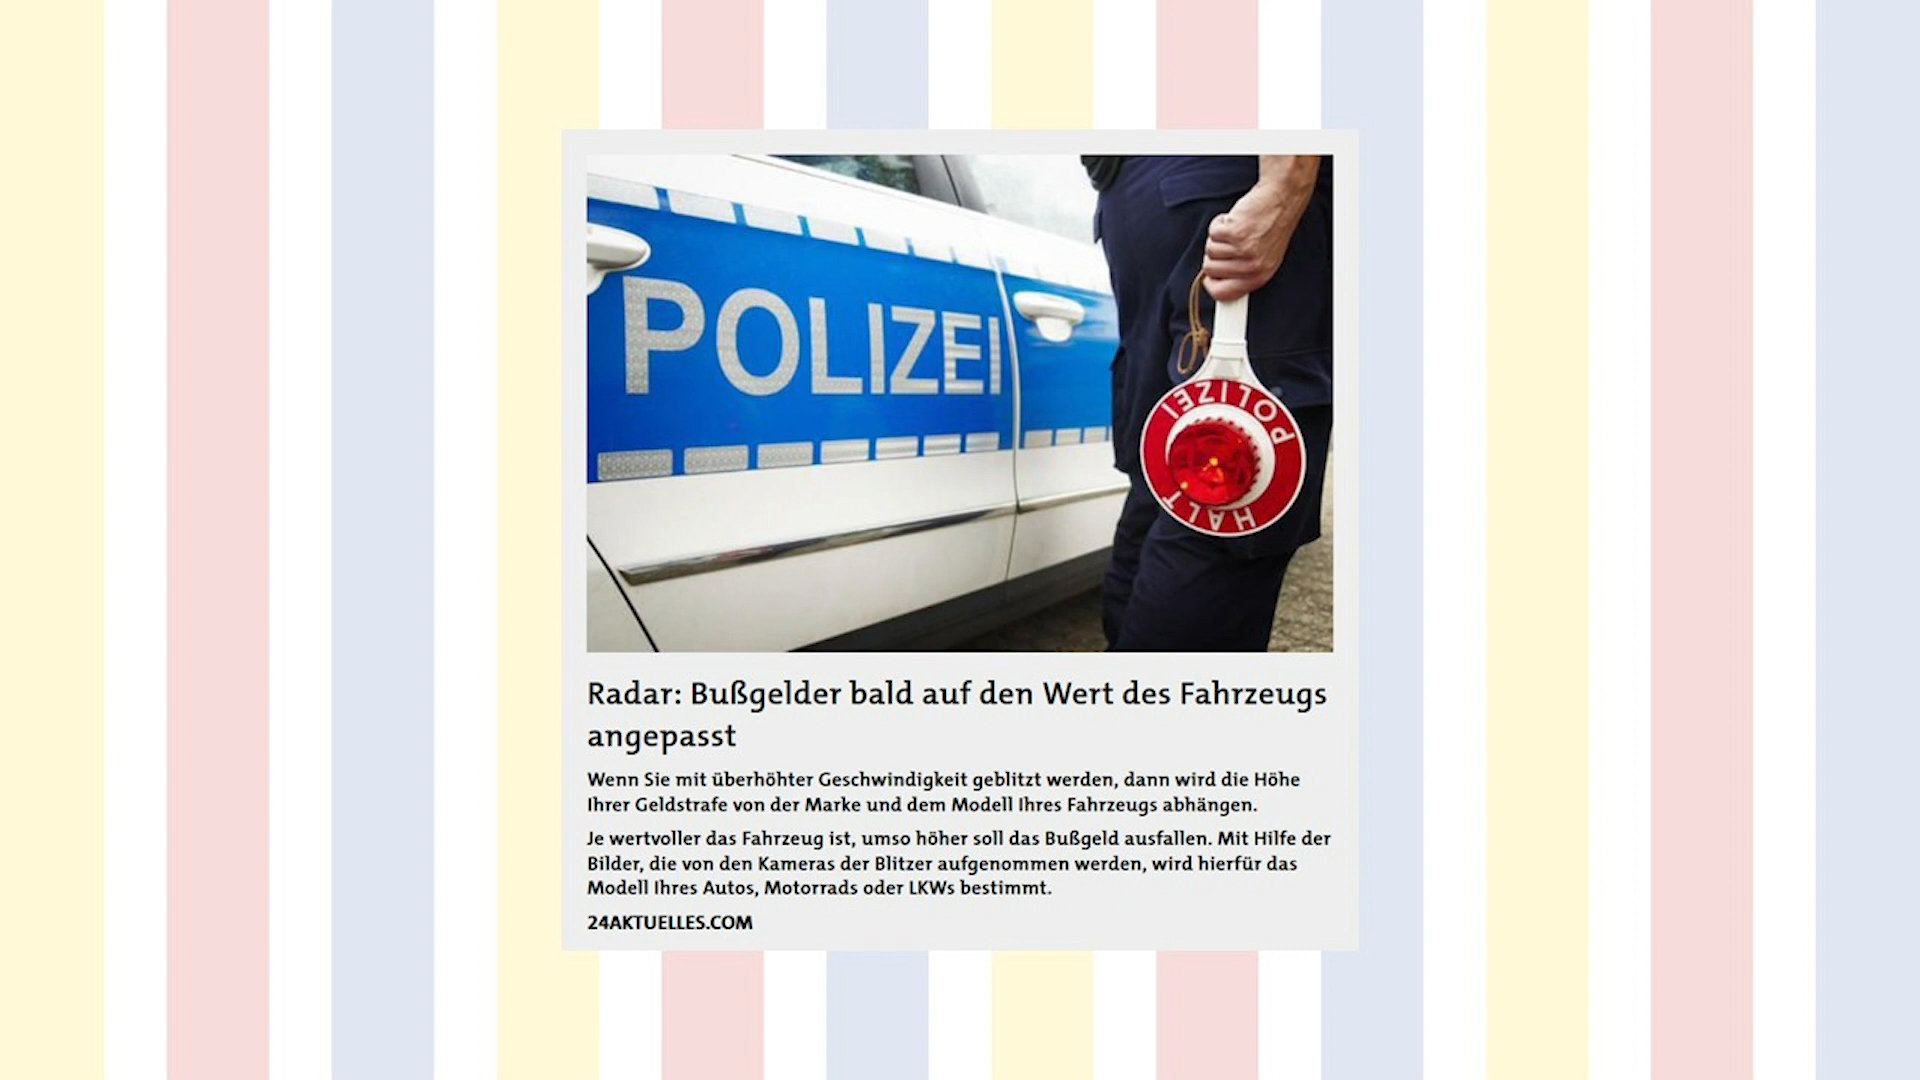 POLIZEI
POLIZEI
HALT
Radar: Bußgelder bald auf den Wert des Fahrzeugs
angepasst
Wenn Sie mit überhöhter Geschwindigkeit geblitzt werden, dann wird die Höhe
Ihrer Geldstrafe von der Marke und dem Modell Ihres Fahrzeugs abhängen.
Je wertvoller das Fahrzeug ist, umso höher soll das Bußgeld ausfallen. Mit Hilfe der
Bilder, die von den Kameras der Blitzer aufgenommen werden, wird hierfür das
Modell Ihres Autos, Motorrads oder LKWs bestimmt.
24AKTUELLES.COM